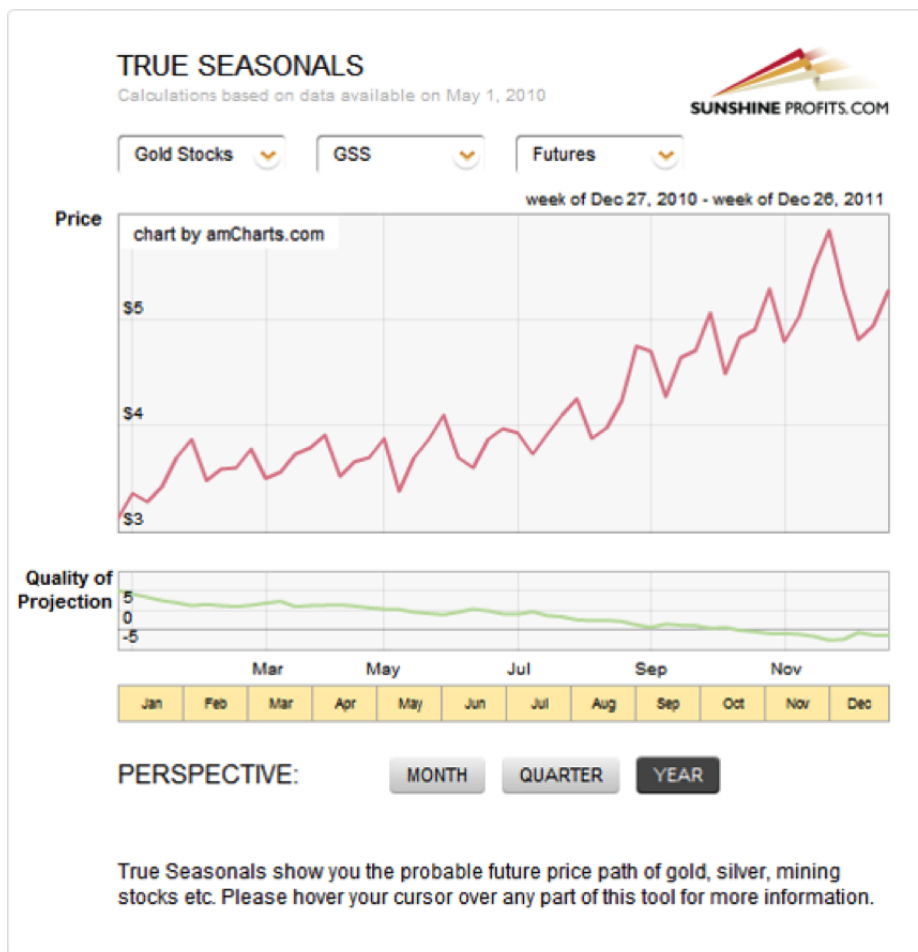 TRUE SEASONALS
Calculations based on data available on May 1, 2010
SUNSHINE PROFITS.COM
Gold Stocks
GSS
Futures
week of Dec 27, 2010 - week of Dec 26, 2011
Price
chart by amCharts.com
$5
$4
$3
Quality of
Projection
5
0
-5
Mar May Jul Sep Nov
Jan Feb Mar Apr May Jun Jul Aug Sep Oct Nov Dec
PERSPECTIVE: MONTH QUARTER YEAR
True Seasonals show you the probable future price path of gold, silver, mining
stocks etc. Please hover your cursor over any part of this tool for more information.